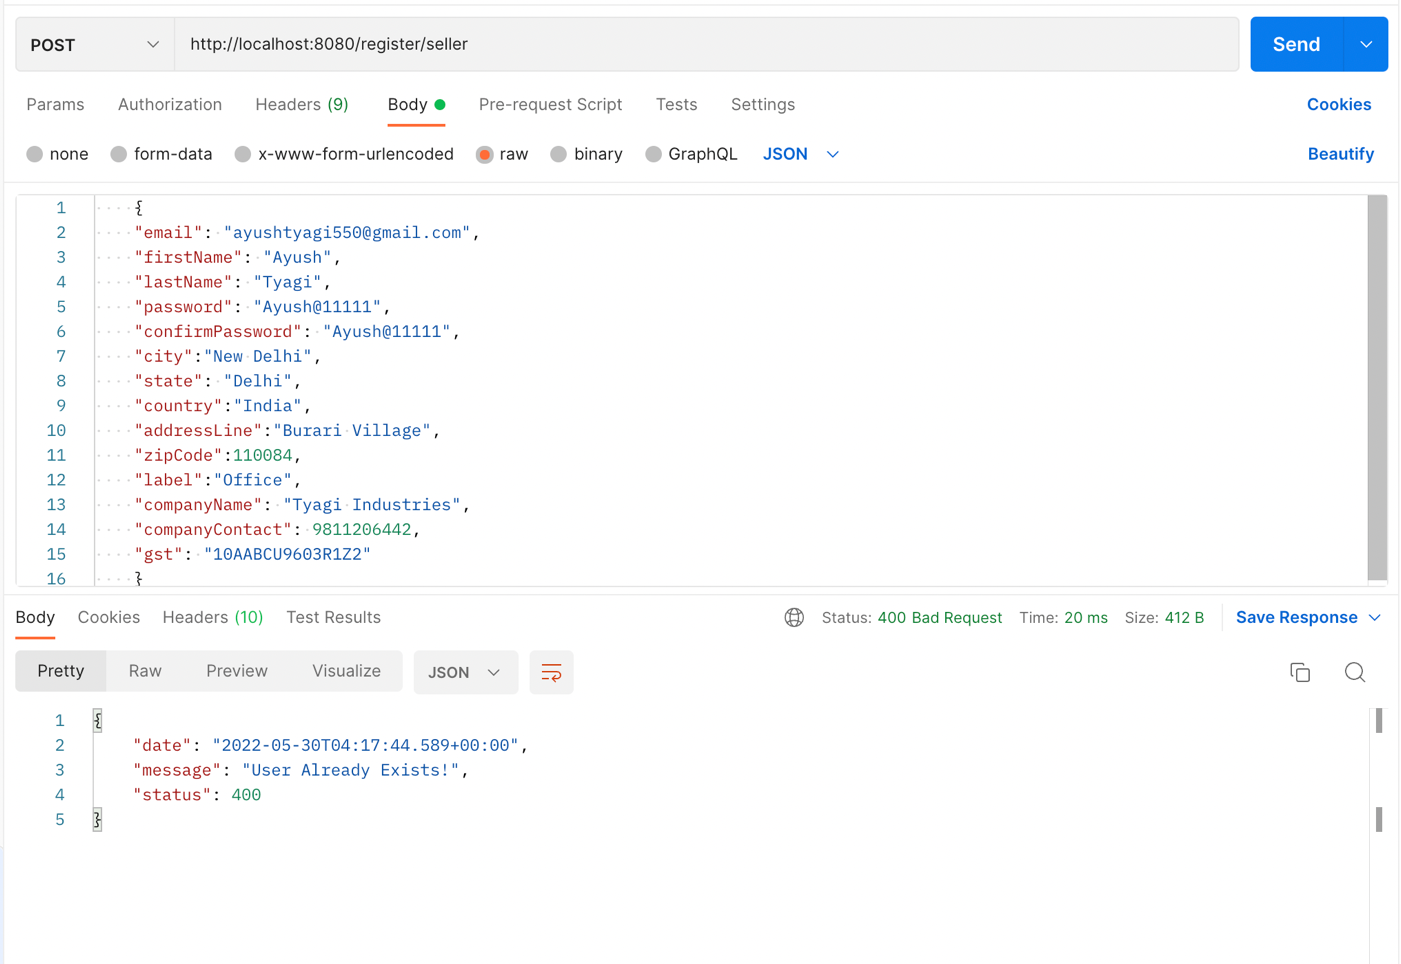 POST http://localhost:8080/register/seller Send
Params Authorization Headers (9) Body Pre-request Script Tests Settings Cookies
none form-data x-www-form-urlencoded raw binary GraphQL JSON Beautify
1 {
2 "email": "ayushtyagi550@gmail.com",
3 "firstName": "Ayush",
4 "lastName": "Tyagi",
5 "password": "Ayush@11111",
6 "confirmPassword": "Ayush@11111",
7 "city":"New Delhi",
8 "state": "Delhi",
9 "country":"India",
10 "addressLine":"Burari Village",
11 "zipCode":110084,
12 "label":"Office",
13 "companyName": "Tyagi Industries",
14 "companyContact": 9811206442,
15 "gst": "10AABCU9603R1Z2"
16 }
Body Cookies Headers (10) Test Results Status: 400 Bad Request Time: 20 ms Size: 412 B Save Response
Pretty Raw Preview Visualize JSON
1 {
2 "date": "2022-05-30T04:17:44.589+00:00",
3 "message": "User Already Exists!",
4 "status": 400
5 }